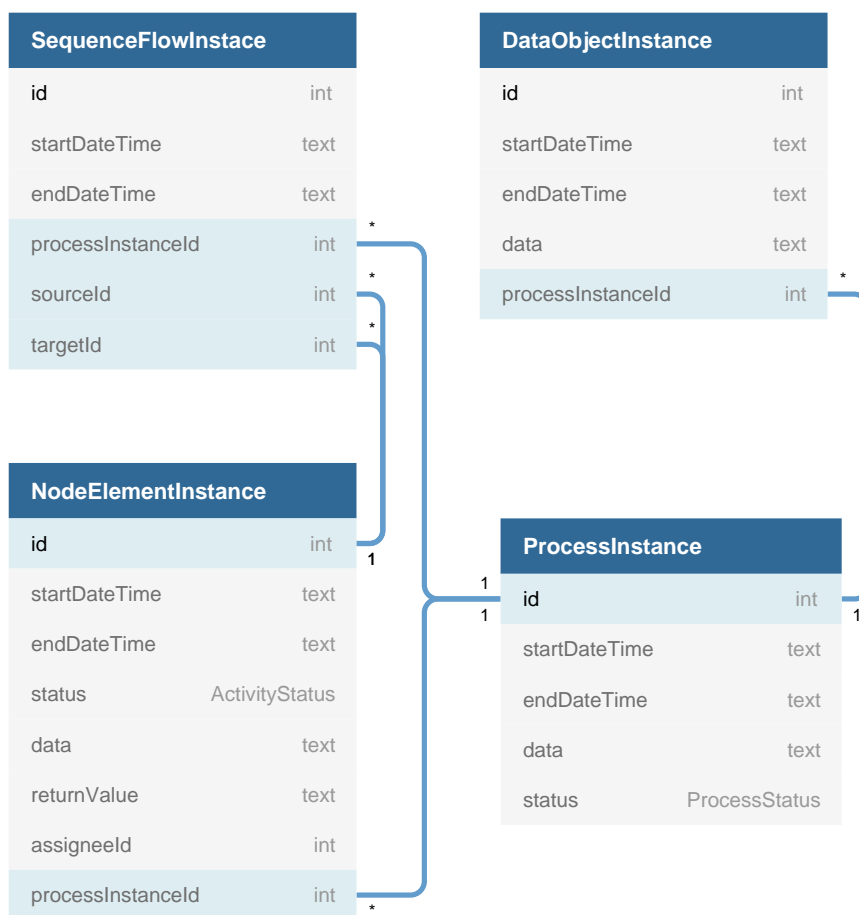 SequenceFlowInstace
id int
startDateTime text
endDateTime text
processInstanceId int *
sourceId int *
targetId int *
DataObjectInstance
id int
startDateTime text
endDateTime text
data text
processInstanceId int *
NodeElementInstance
id int 1
startDateTime text
endDateTime text
status ActivityStatus
data text
returnValue text
assigneeId int
processInstanceId int *
ProcessInstance
1 id int
1 1
startDateTime text
endDateTime text
data text
status ProcessStatus